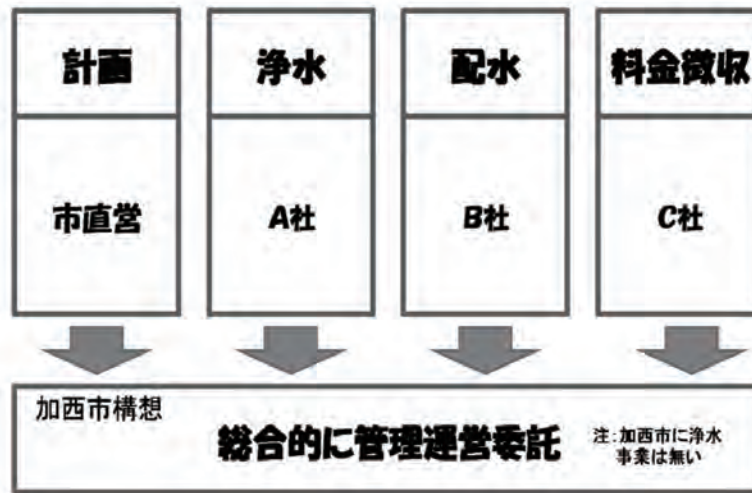 計画
浄水
配水
料金徴収
市直営
A社
B社
C社
加西市構想
総合的に管理運営委託
注:加西市に浄水
事業は無い